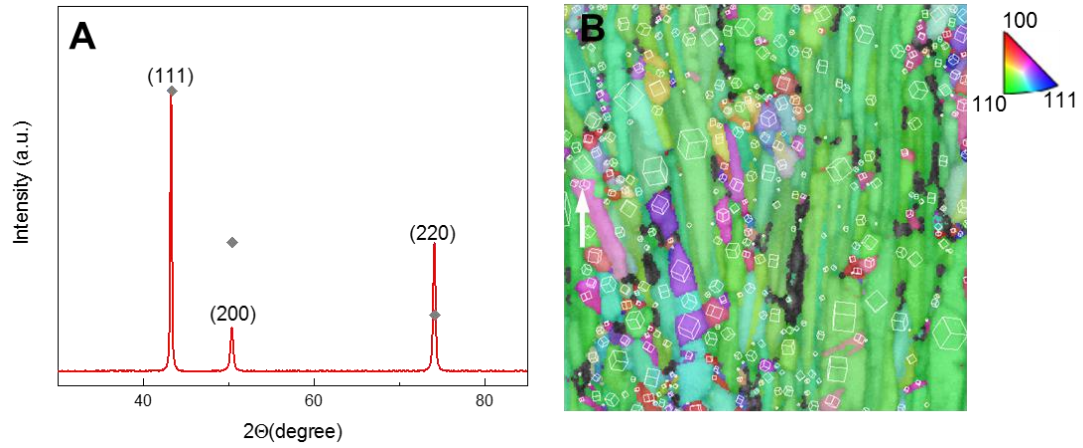 A
(111)
(200)
(220)
Intensity (a.u.)
40
60
80
2Θ(degree)
B
100
110
111